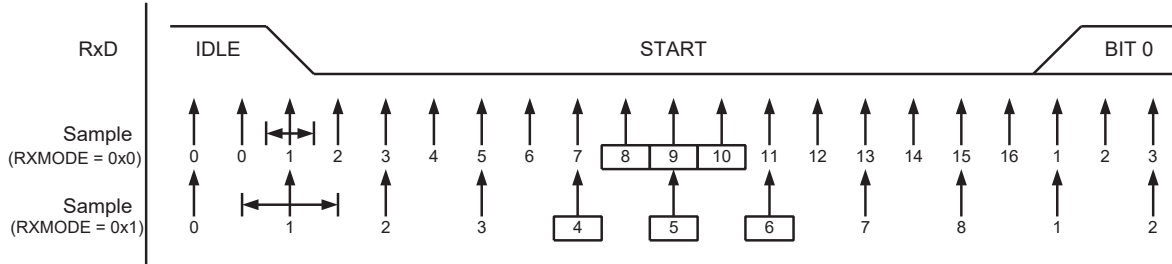 RxD IDLE START BIT 0
Sample
(RXMODE = 0x0) 0 0 1 2 3 4 5 6 7 8 9 10 11 12 13 14 15 16 1 2 3
Sample
(RXMODE = 0x1) 0 1 2 3 4 5 6 7 8 1 2